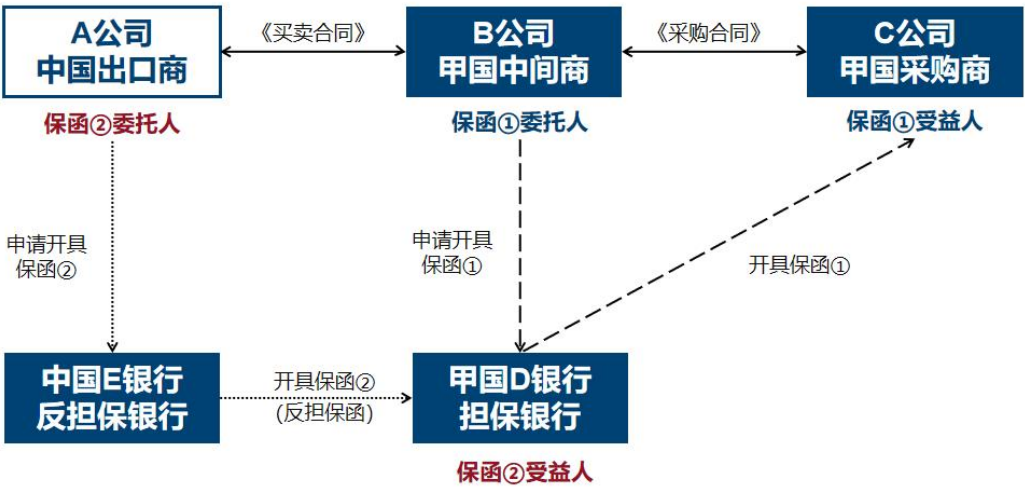 A公司
中国出口商
《买卖合同》
B公司
甲国中间商
《采购合同》
C公司
甲国采购商
保函②委托人
保函①委托人
保函①受益人
申请开具
保函②
申请开具
保函①
开具保函①
中国E银行
反担保银行
开具保函②
(反担保函)
甲国D银行
担保银行
保函②受益人